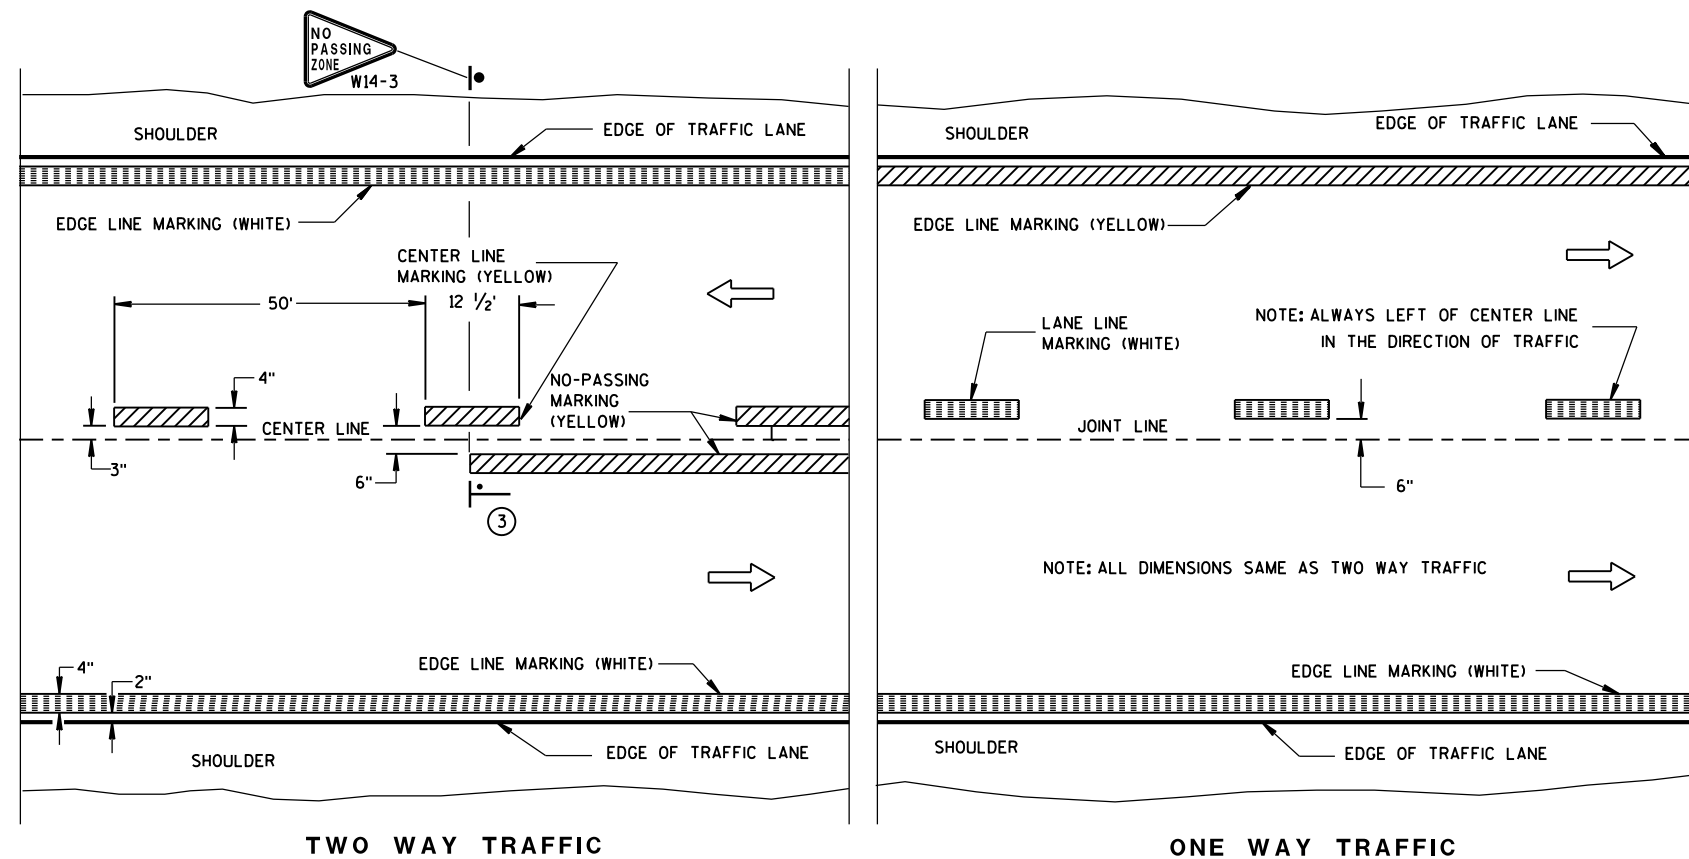 NO
PASSING
ZONE
W14-3
SHOULDER
EDGE OF TRAFFIC LANE
EDGE LINE MARKING (WHITE)
CENTER LINE
MARKING (YELLOW)
50'
12 ½'
4"
NO-PASSING
MARKING
(YELLOW)
CENTER LINE
3"
6"
3
4"
2"
EDGE LINE MARKING (WHITE)
SHOULDER
EDGE OF TRAFFIC LANE
TWO WAY TRAFFIC
SHOULDER
EDGE OF TRAFFIC LANE
EDGE LINE MARKING (YELLOW)
LANE LINE
MARKING (WHITE)
NOTE: ALWAYS LEFT OF CENTER LINE
IN THE DIRECTION OF TRAFFIC
JOINT LINE
6"
NOTE: ALL DIMENSIONS SAME AS TWO WAY TRAFFIC
EDGE LINE MARKING (WHITE)
SHOULDER
EDGE OF TRAFFIC LANE
ONE WAY TRAFFIC